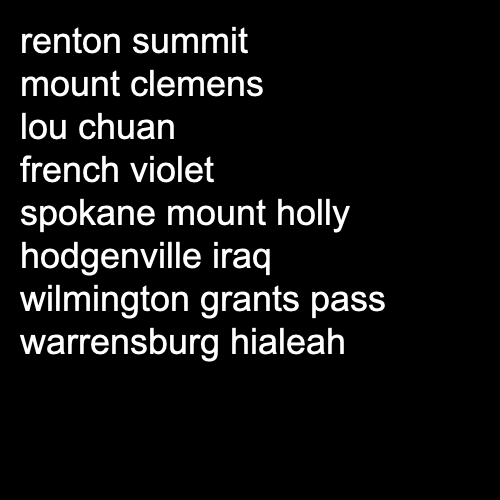 renton summit
mount clemens
lou chuan
french violet
spokane mount holly
hodgenville iraq
wilmington grants pass
warrensburg hialeah